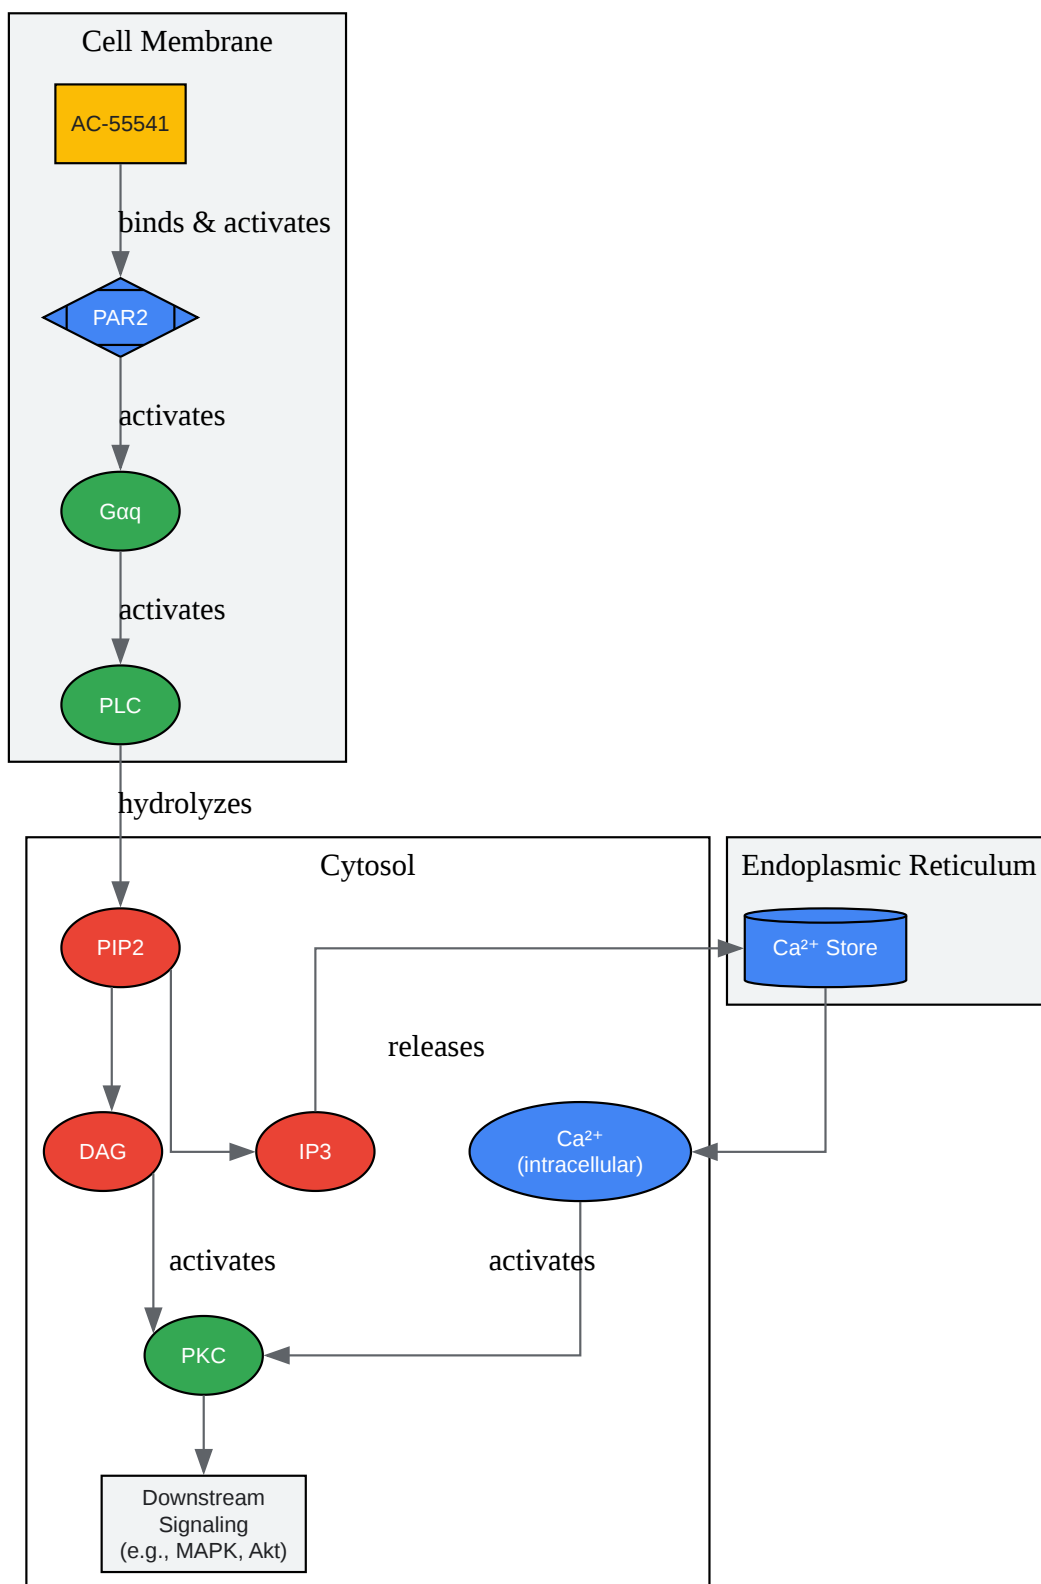 Cell Membrane
AC-55541
binds & activates
PAR2
activates
Gαq
activates
PLC
hydrolyzes
Cytosol
Endoplasmic Reticulum
PIP2
Ca²⁺ Store
releases
DAG
IP3
Ca²⁺
(intracellular)
activates
activates
PKC
Downstream
Signaling
(e.g., MAPK, Akt)